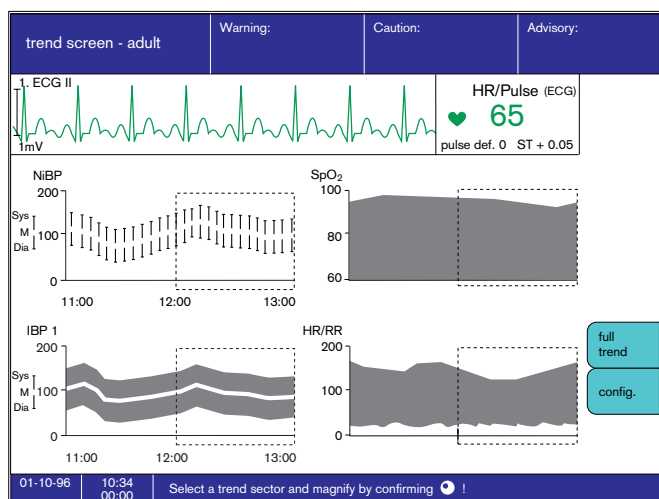 trend screen - adult
Warning:
Caution:
Advisory:
1. ECG II
1mV
HR/Pulse (ECG)
65
pulse def. 0 ST + 0.05
NiBP
200
Sys
M
100
Dia
0
11:00 12:00 13:00
SpO2
100
80
60
IBP 1
200
Sys
M
100
Dia
0
11:00 12:00 13:00
HR/RR
200
100
0
full
trend
config.
01-10-96
10:34
00:00
Select a trend sector and magnify by confirming !